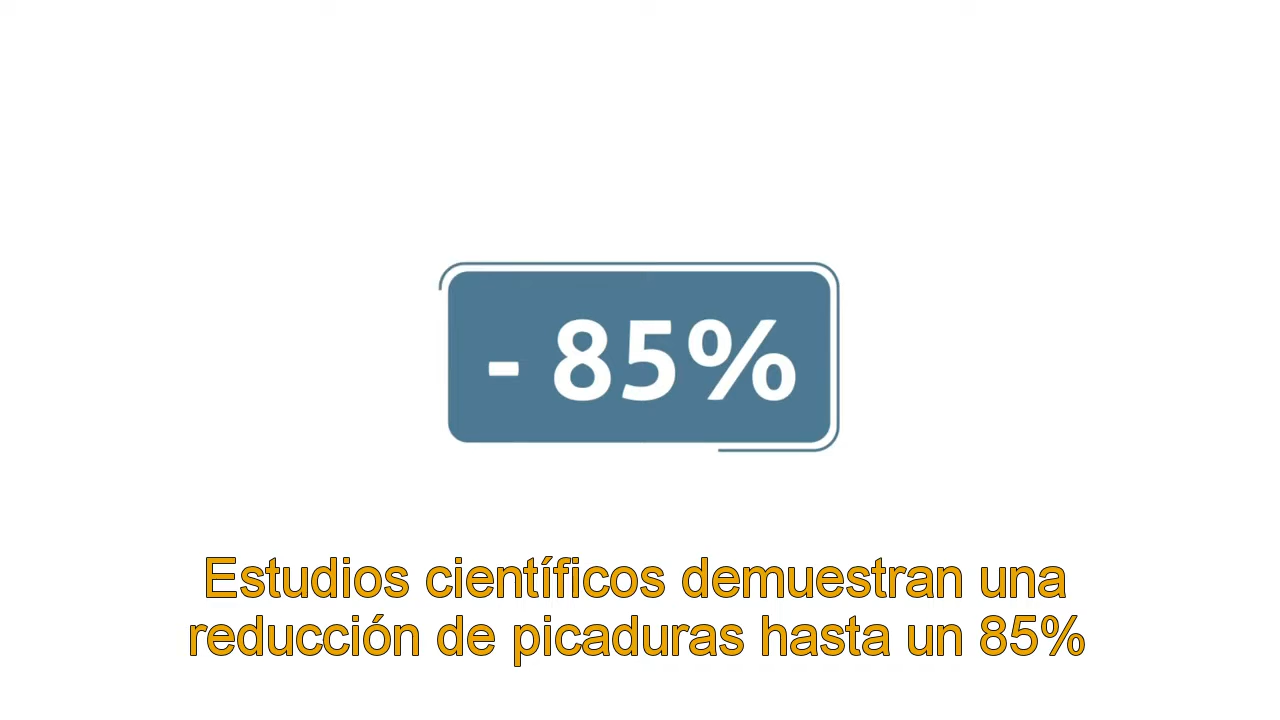 - 85%
Estudios científicos demuestran una
reducción de picaduras hasta un 85%